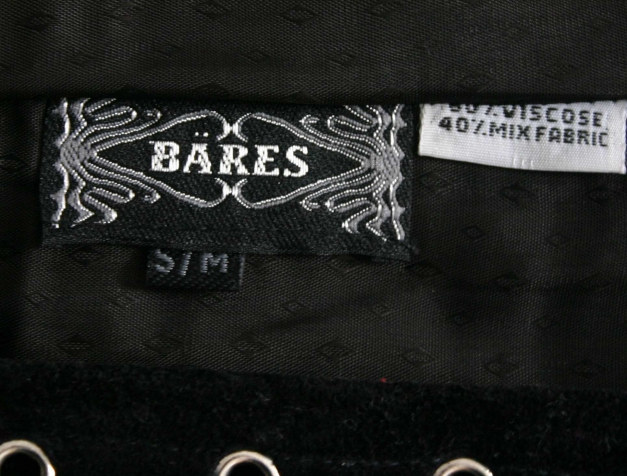 BÄRES
S/M
VISCOSE
40% MIX FABRIC